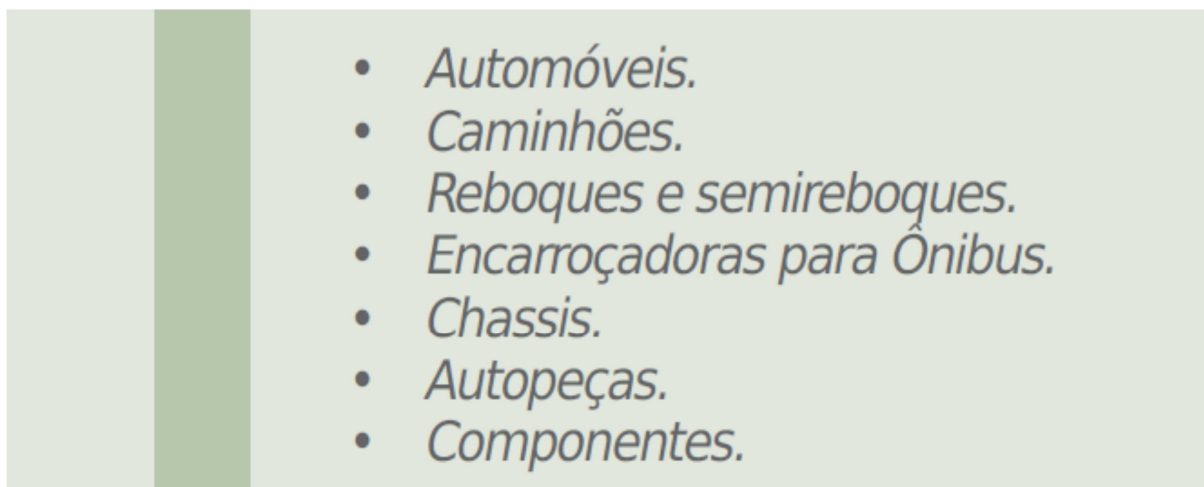 • Automóveis.
• Caminhões.
• Reboques e semireboques.
• Encarroçadoras para Ônibus.
• Chassis.
• Autopeças.
• Componentes.